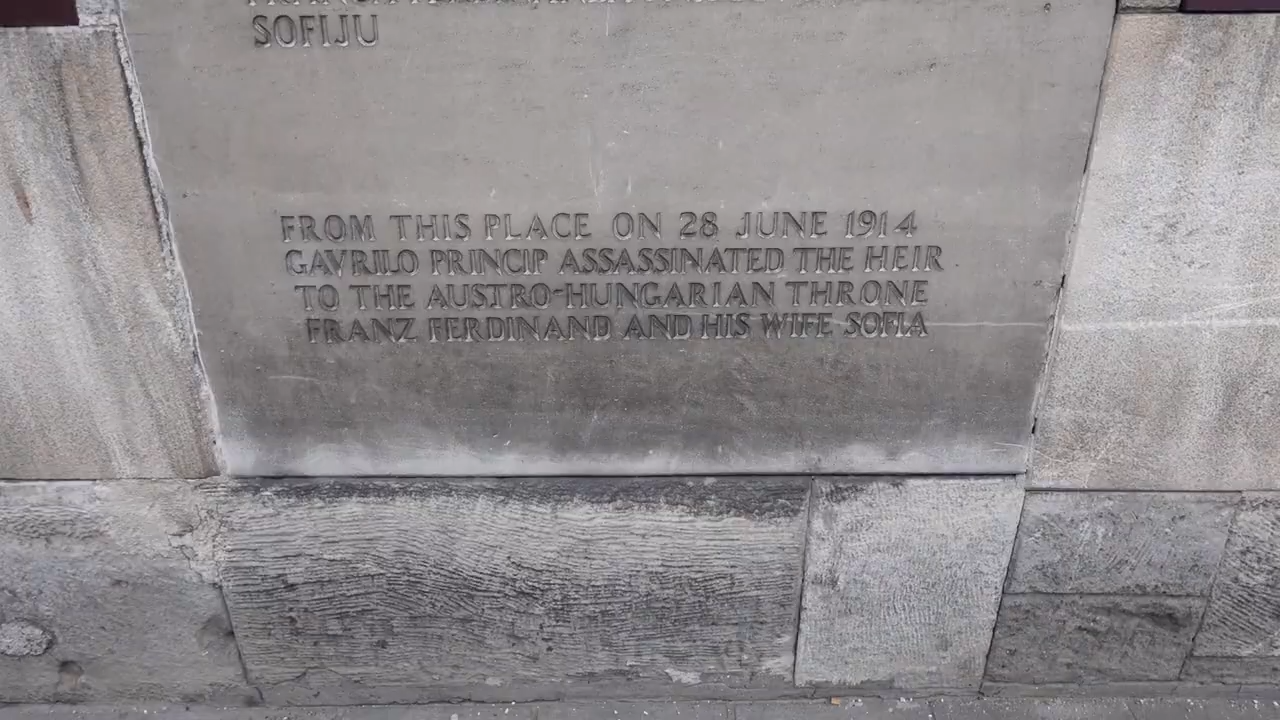 SOFIJU
FROM THIS PLACE ON 28 JUNE 1914
GAVRILO PRINCIP ASSASSINATED THE HEIR
TO THE AUSTRO-HUNGARIAN THRONE
FRANZ FERDINAND AND HIS WIFE SOFIA